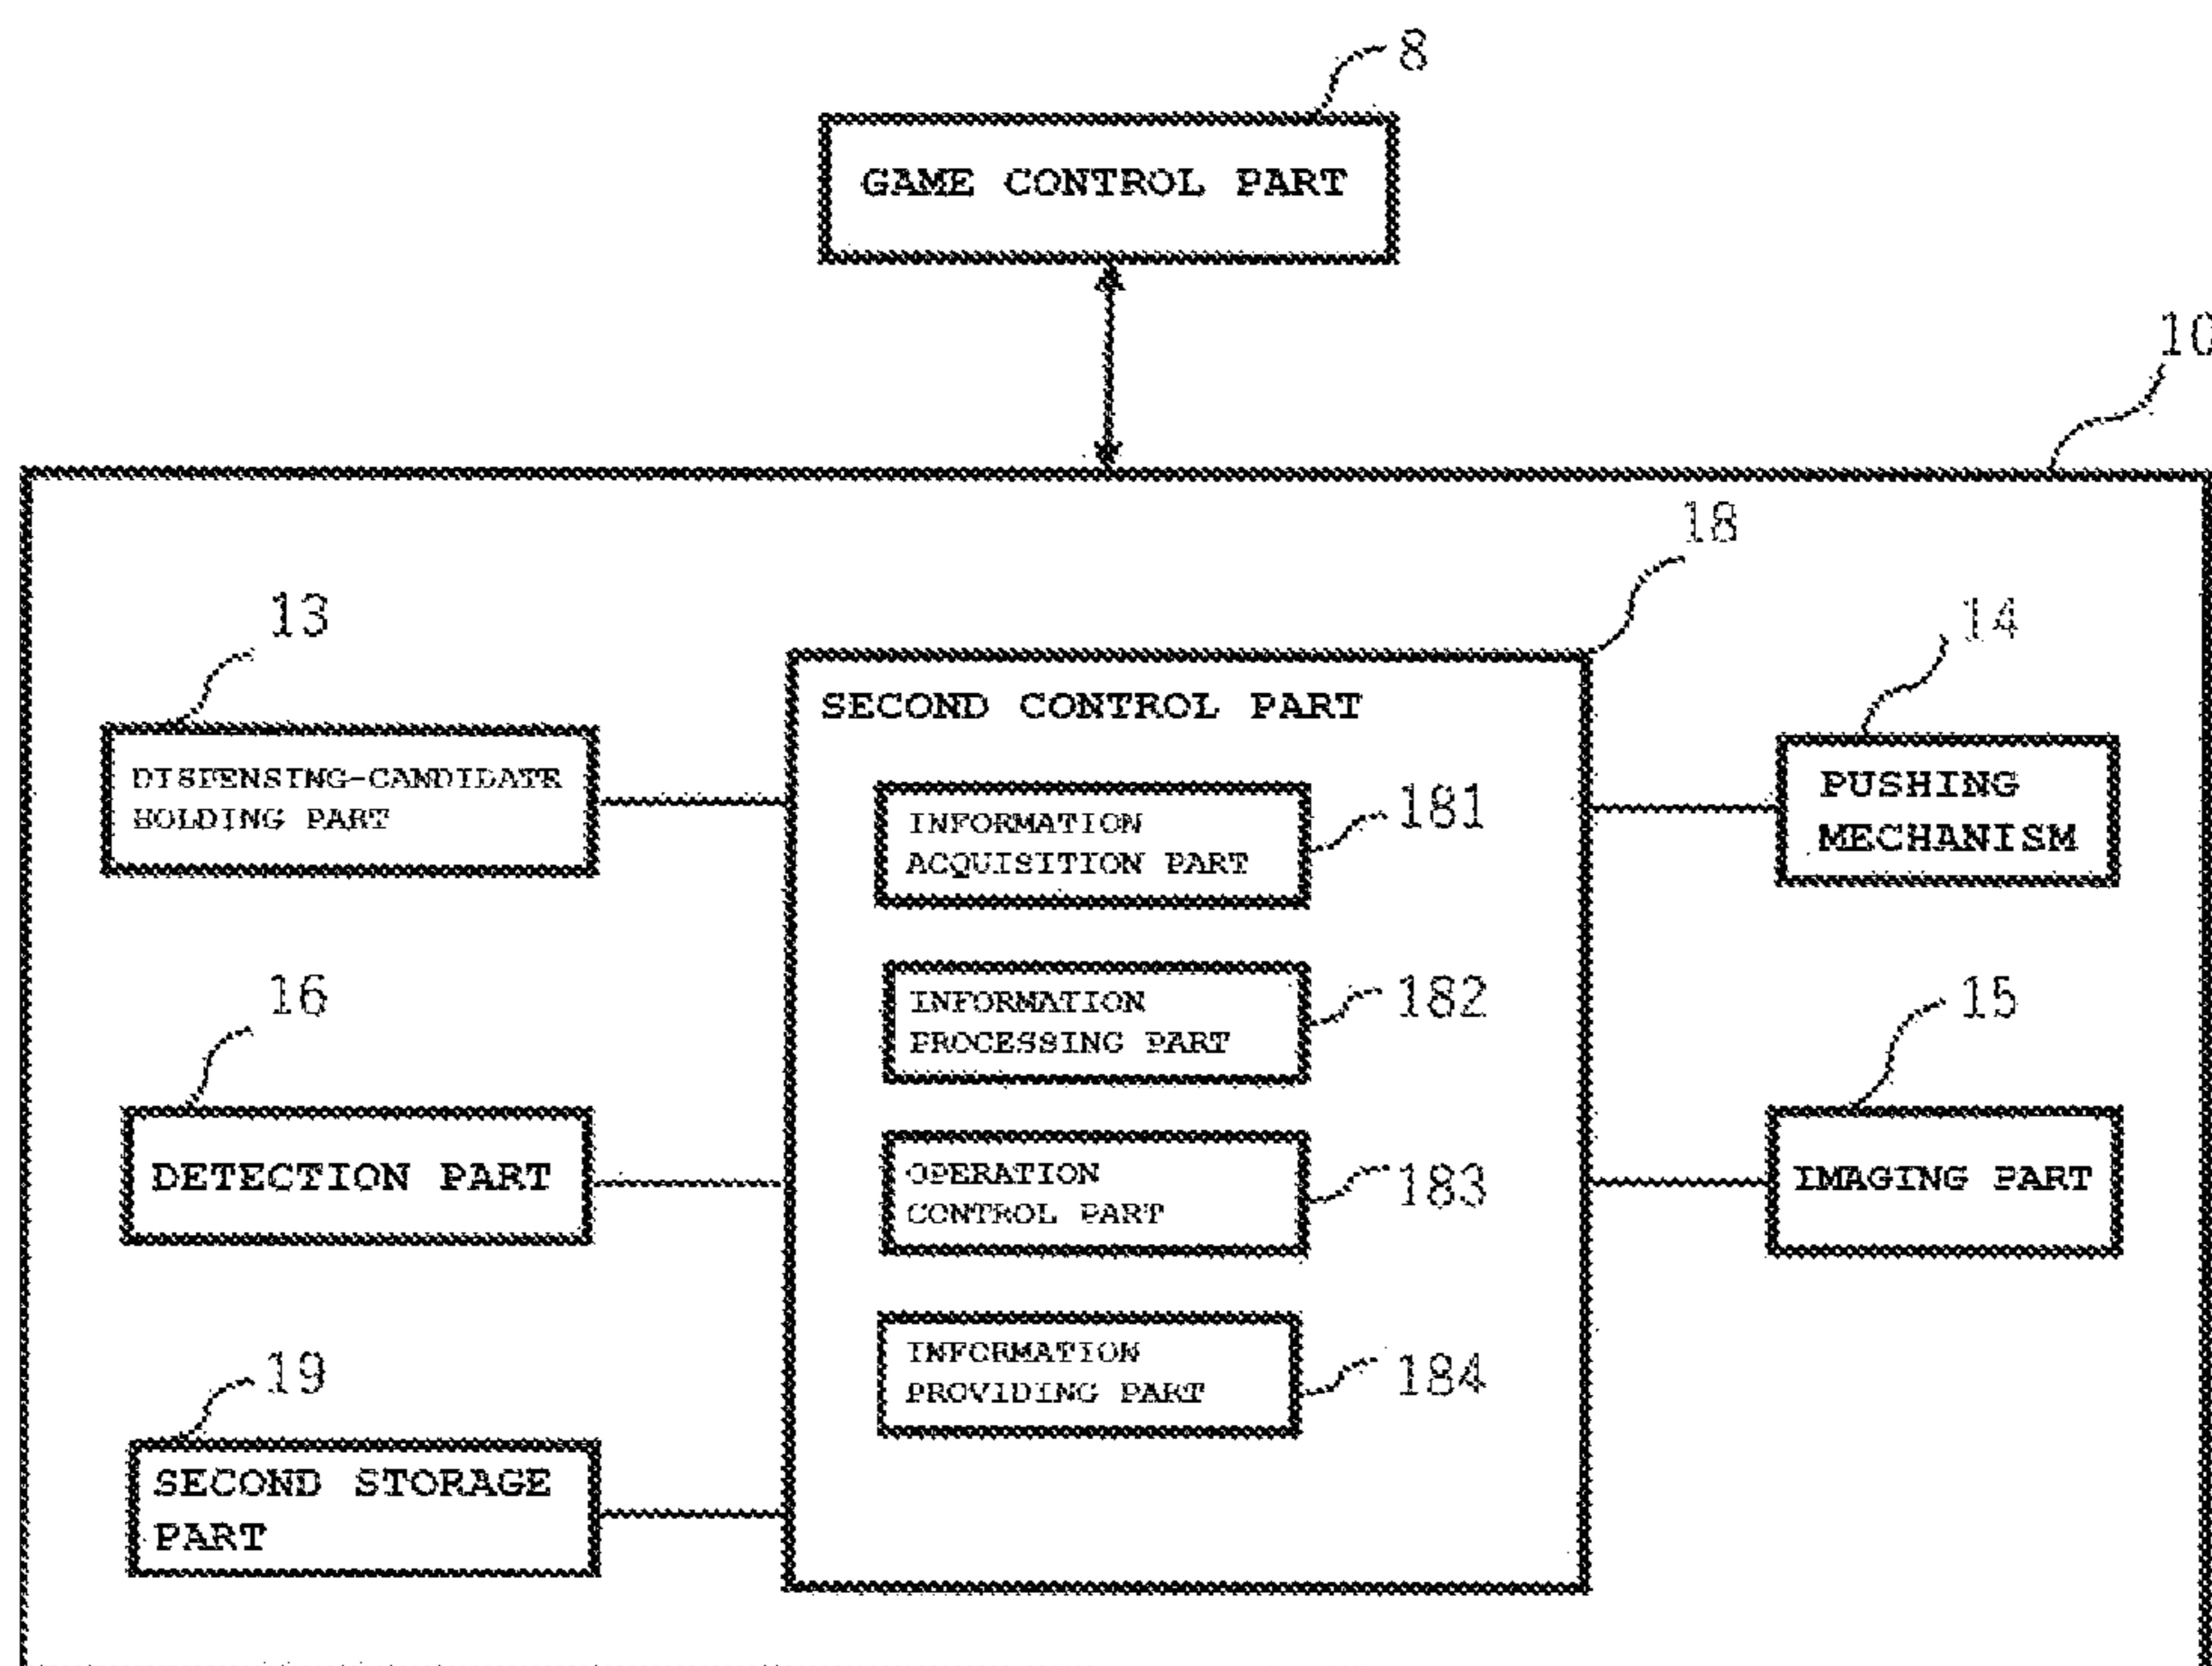 8
GAME CONTROL PART
10
18
13
14
SECOND CONTROL PART
DISPENSING-CANDIDATE
HOLDING PART
PUSHING
MECHANISM
INFORMATION
ACQUISITION PART
181
16
INFORMATION
PROCESSING PART
182
15
DETECTION PART
OPERATION
CONTROL PART
183
IMAGING PART
19
INFORMATION
PROVIDING PART
184
SECOND STORAGE
PART